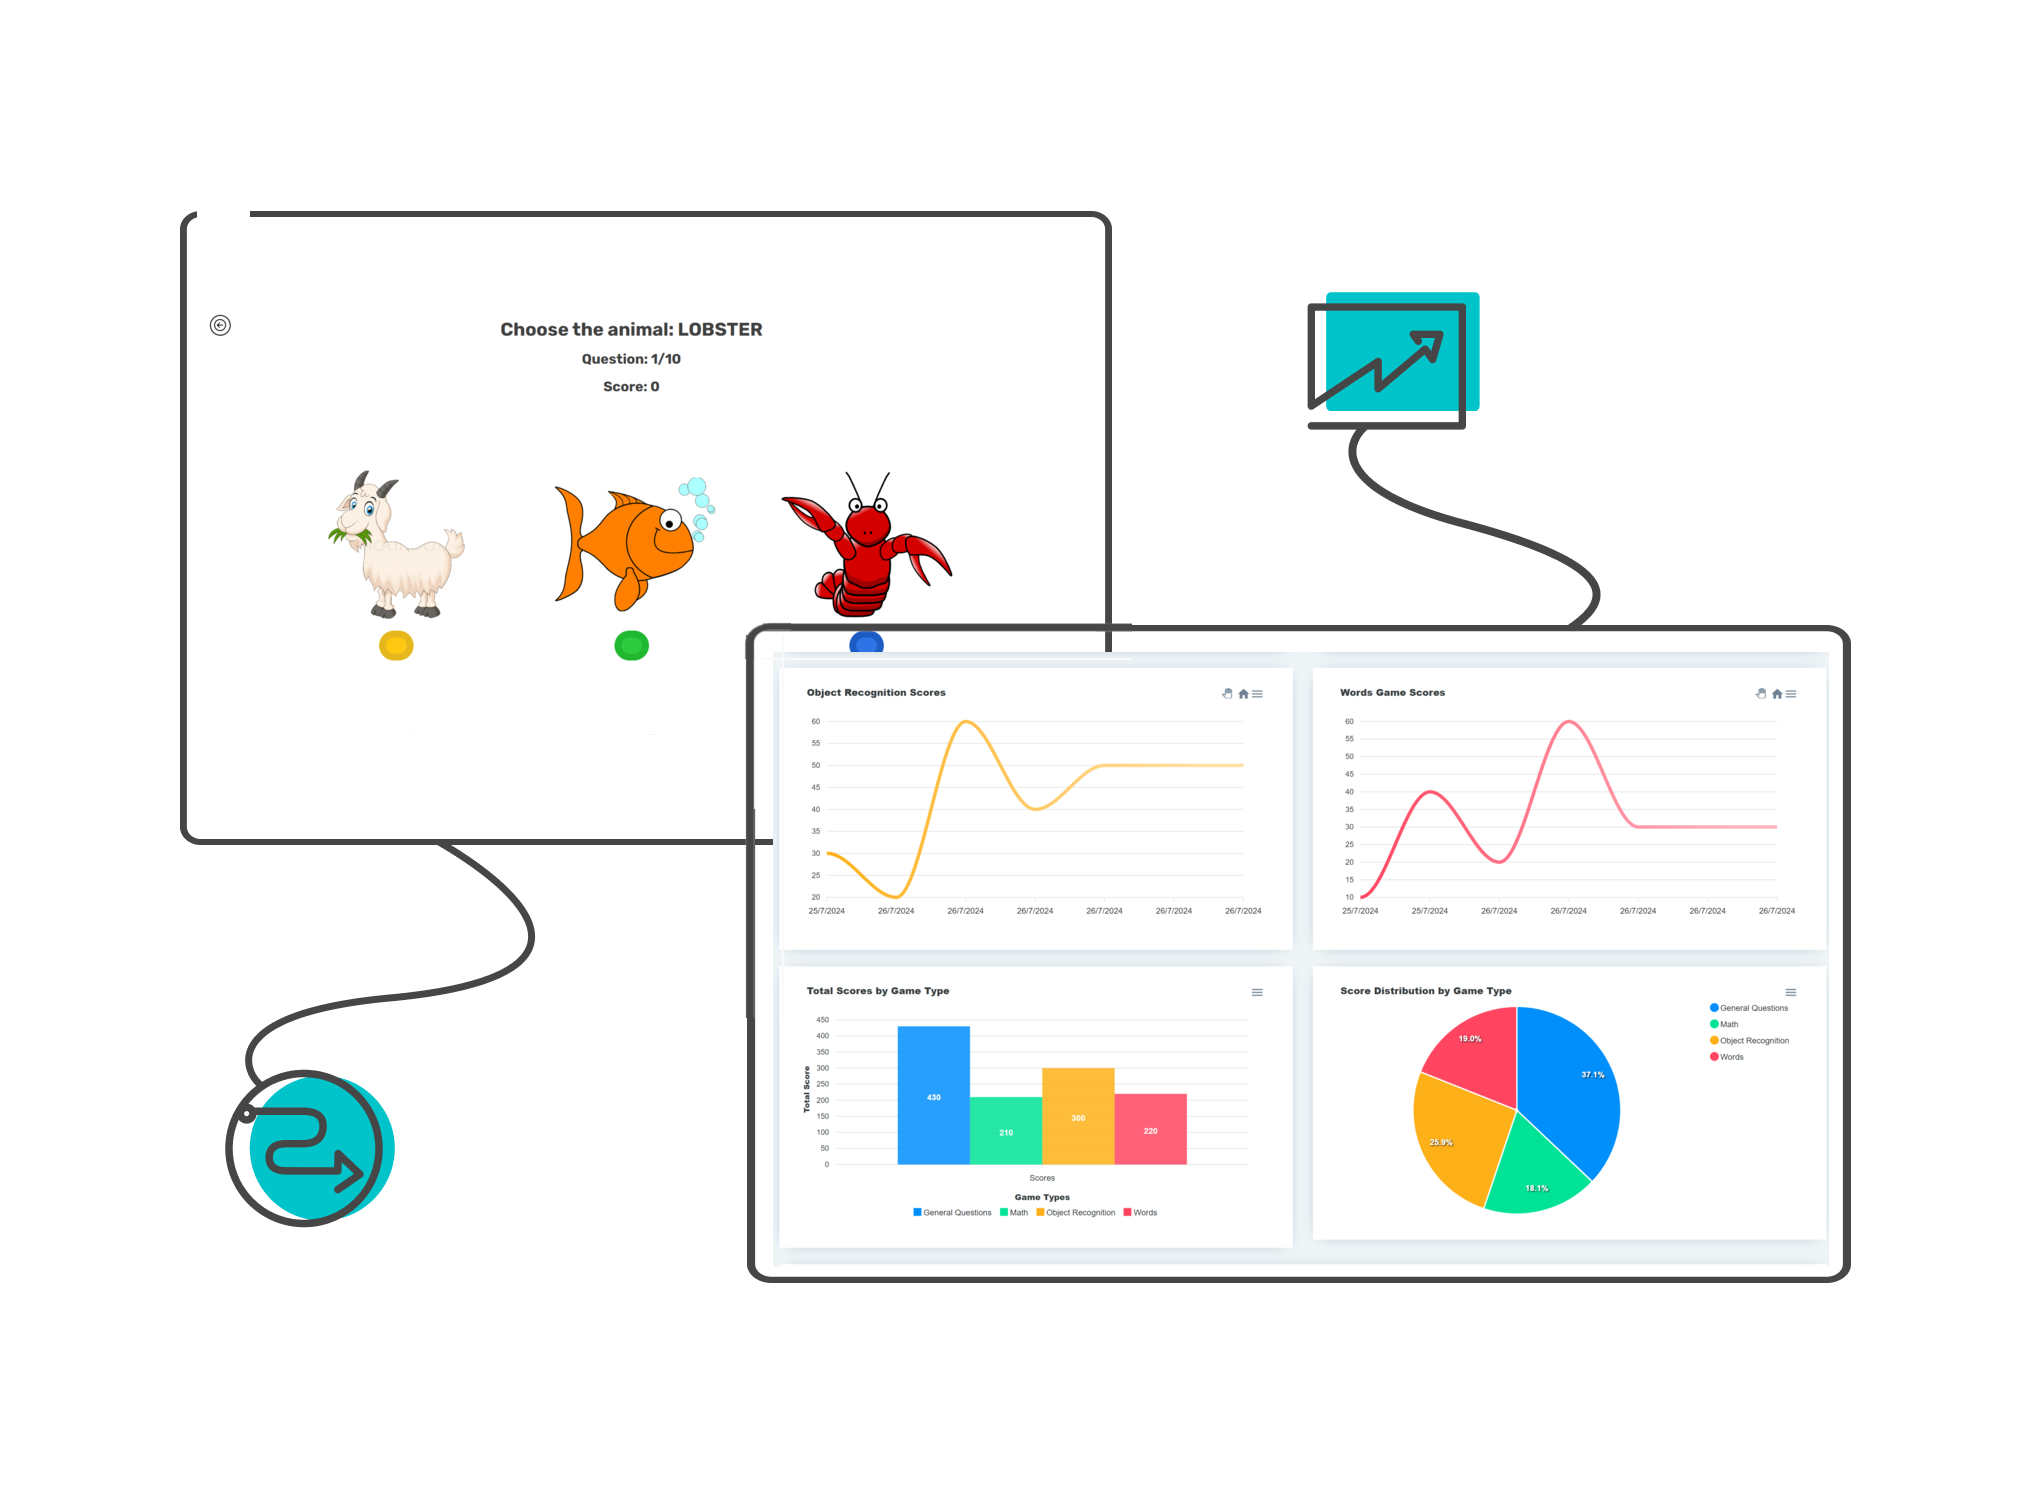 Choose the animal: LOBSTER
Question: 1/10
Score: 0
Object Recognition Scores
60
55
50
45
40
35
30
25
20
25/7/2024 26/7/2024 26/7/2024 26/7/2024 26/7/2024 26/7/2024 26/7/2024
Words Game Scores
60
55
50
45
40
35
30
25
20
15
10
25/7/2024 25/7/2024 26/7/2024 26/7/2024 26/7/2024 26/7/2024 26/7/2024
Total Scores by Game Type
Total Score
450
400
350
300
250
200
150
100
50
0
430
210
300
220
Scores
Game Types
General Questions Math Object Recognition Words
Score Distribution by Game Type
General Questions
Math
Object Recognition
Words
19.0%
37.1%
25.9%
18.1%